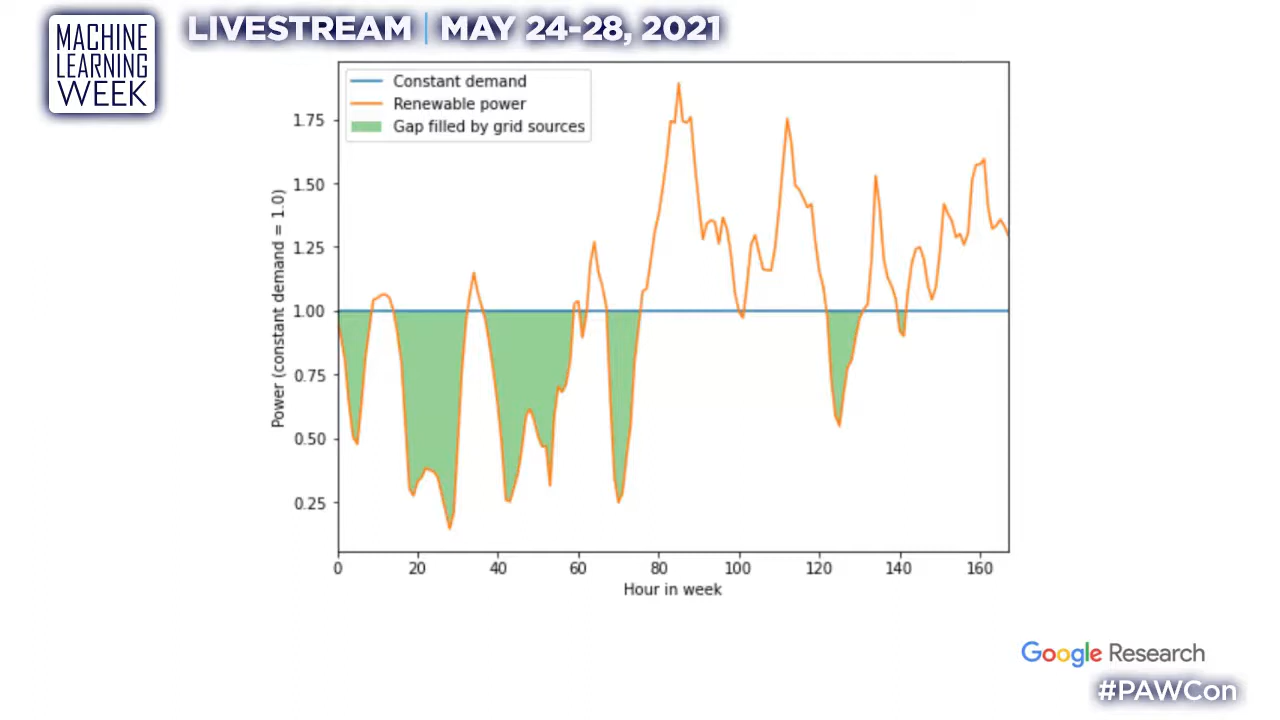 MACHINE
LEARNING
WEEK
LIVESTREAM | MAY 24-28, 2021
Constant demand
Renewable power
Gap filled by grid sources
Power (constant demand = 1.0)
1.75
1.50
1.25
1.00
0.75
0.50
0.25
0 20 40 60 80 100 120 140 160
Hour in week
Google Research
#PAWCon